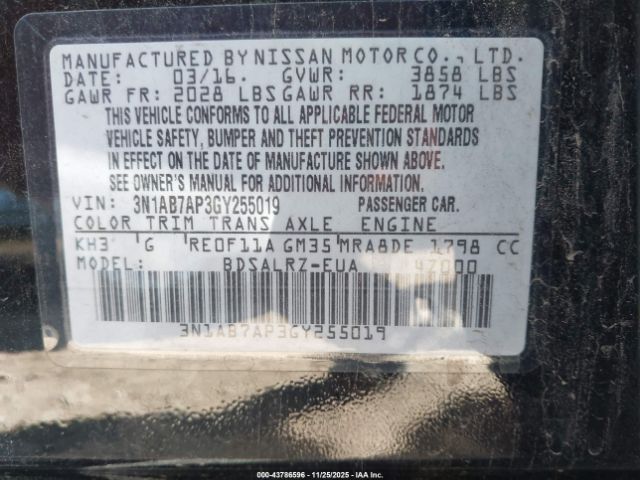 MANUFACTURED BY NISSAN MOTOR CO., LTD.
DATE: 03/16. GVWR: 3858 LBS
GAWR FR: 2028 LBS GAWR RR: 1874 LBS
THIS VEHICLE CONFORMS TO ALL APPLICABLE FEDERAL MOTOR
VEHICLE SAFETY, BUMPER AND THEFT PREVENTION STANDARDS
IN EFFECT ON THE DATE OF MANUFACTURE SHOWN ABOVE.
SEE OWNER'S MANUAL FOR ADDITIONAL INFORMATION.
VIN: 3N1AB7AP3GY255019 PASSENGER CAR.
COLOR TRIM TRANS AXLE ENGINE
KH3 G RE0F11A GM35 MRA8DE 1798 CC
MODEL: BDSALRZ-EUA 4Z000
3N1AB7AP3GY255019
000-43786596 - 11/25/2025 - IAA Corp.